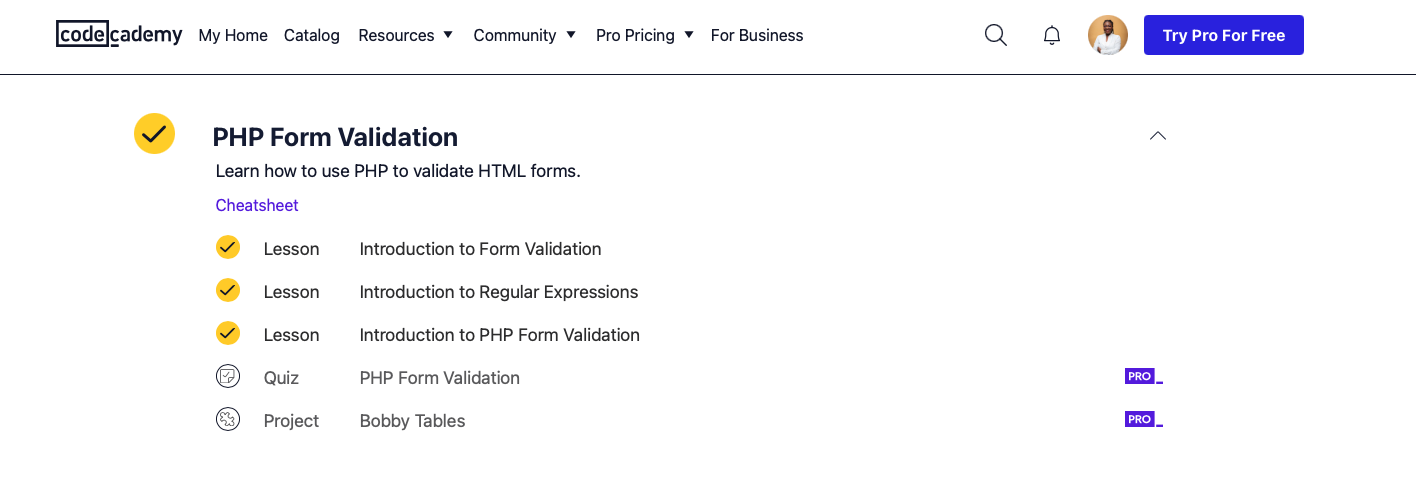 codecademy My Home Catalog Resources Community Pro Pricing For Business Try Pro For Free
PHP Form Validation
Learn how to use PHP to validate HTML forms.
Cheatsheet
Lesson Introduction to Form Validation
Lesson Introduction to Regular Expressions
Lesson Introduction to PHP Form Validation
Quiz PHP Form Validation PRO
Project Bobby Tables PRO